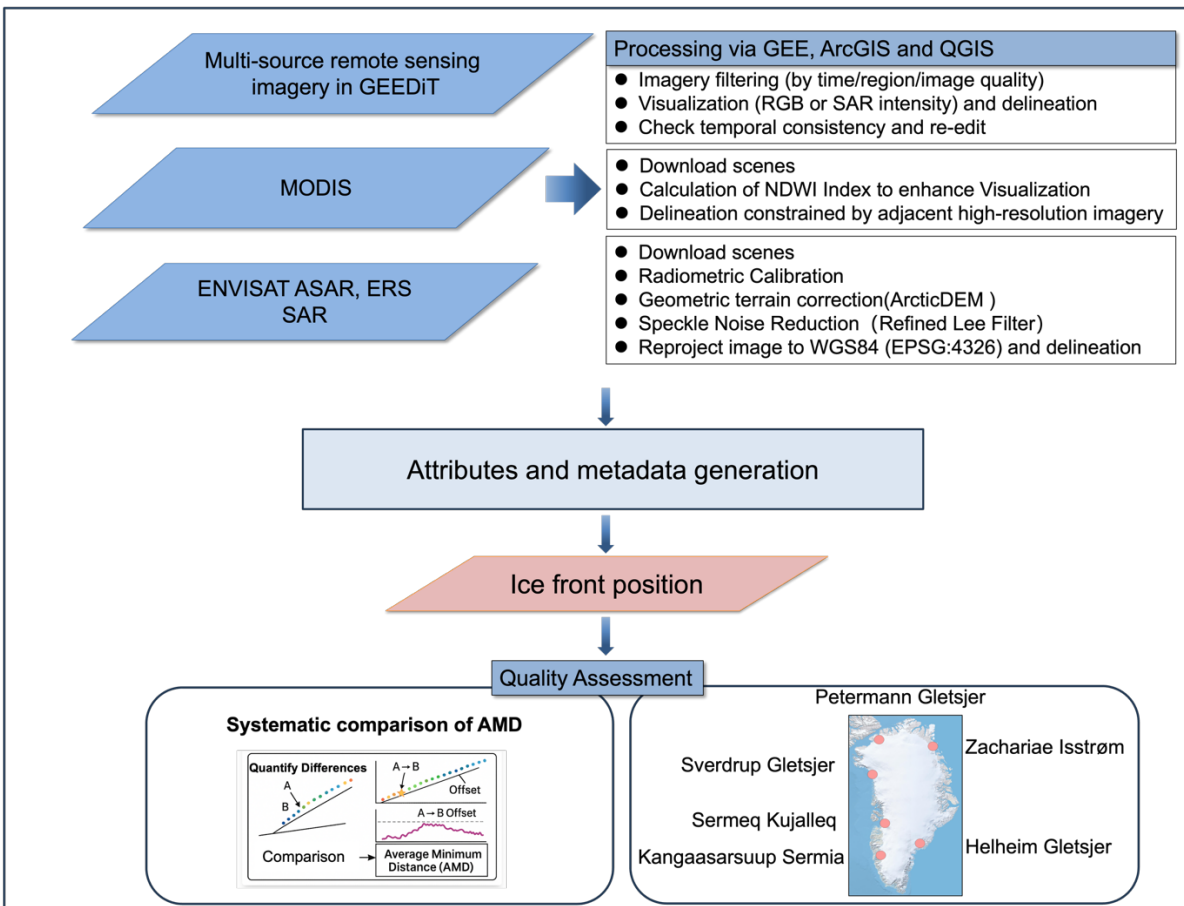 Multi-source remote sensing
imagery in GEEDiT
MODIS
ENVISAT ASAR, ERS
SAR
Processing via GEE, ArcGIS and QGIS
● Imagery filtering (by time/region/image quality)
● Visualization (RGB or SAR intensity) and delineation
● Check temporal consistency and re-edit
● Download scenes
● Calculation of NDWI Index to enhance Visualization
● Delineation constrained by adjacent high-resolution imagery
● Download scenes
● Radiometric Calibration
● Geometric terrain correction(ArcticDEM )
● Speckle Noise Reduction（Refined Lee Filter）
● Reproject image to WGS84 (EPSG:4326) and delineation
Attributes and metadata generation
Ice front position
Quality Assessment
Systematic comparison of AMD
Quantify Differences
A
B
A→B
Offset
A→B Offset
Comparison
Average Minimum
Distance (AMD)
Petermann Gletsjer
Zachariae Isstrøm
Sverdrup Gletsjer
Sermeq Kujalleq
Kangaasarsuup Sermia
Helheim Gletsjer